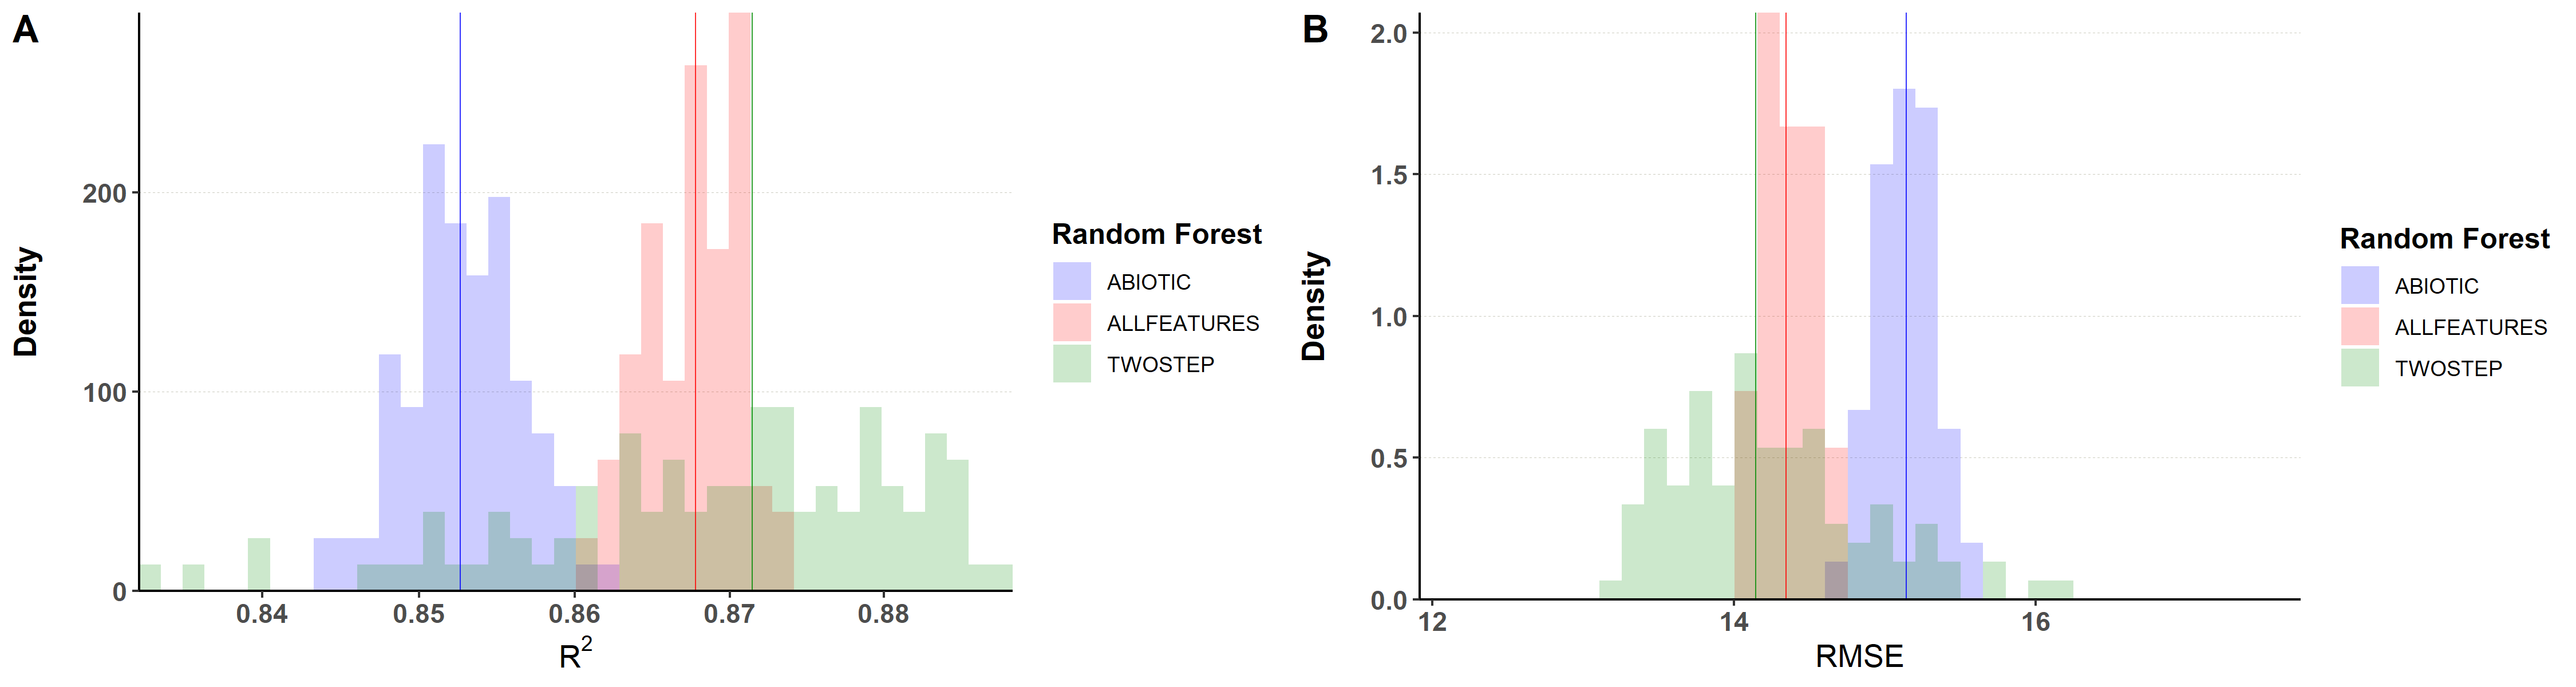 A
Density
200
100
0
0.84 0.85 0.86 0.87 0.88
R²
Random Forest
ABIOTIC
ALLFEATURES
TWOSTEP
B
Density
2.0
1.5
1.0
0.5
0.0
12 14 16
RMSE
Random Forest
ABIOTIC
ALLFEATURES
TWOSTEP